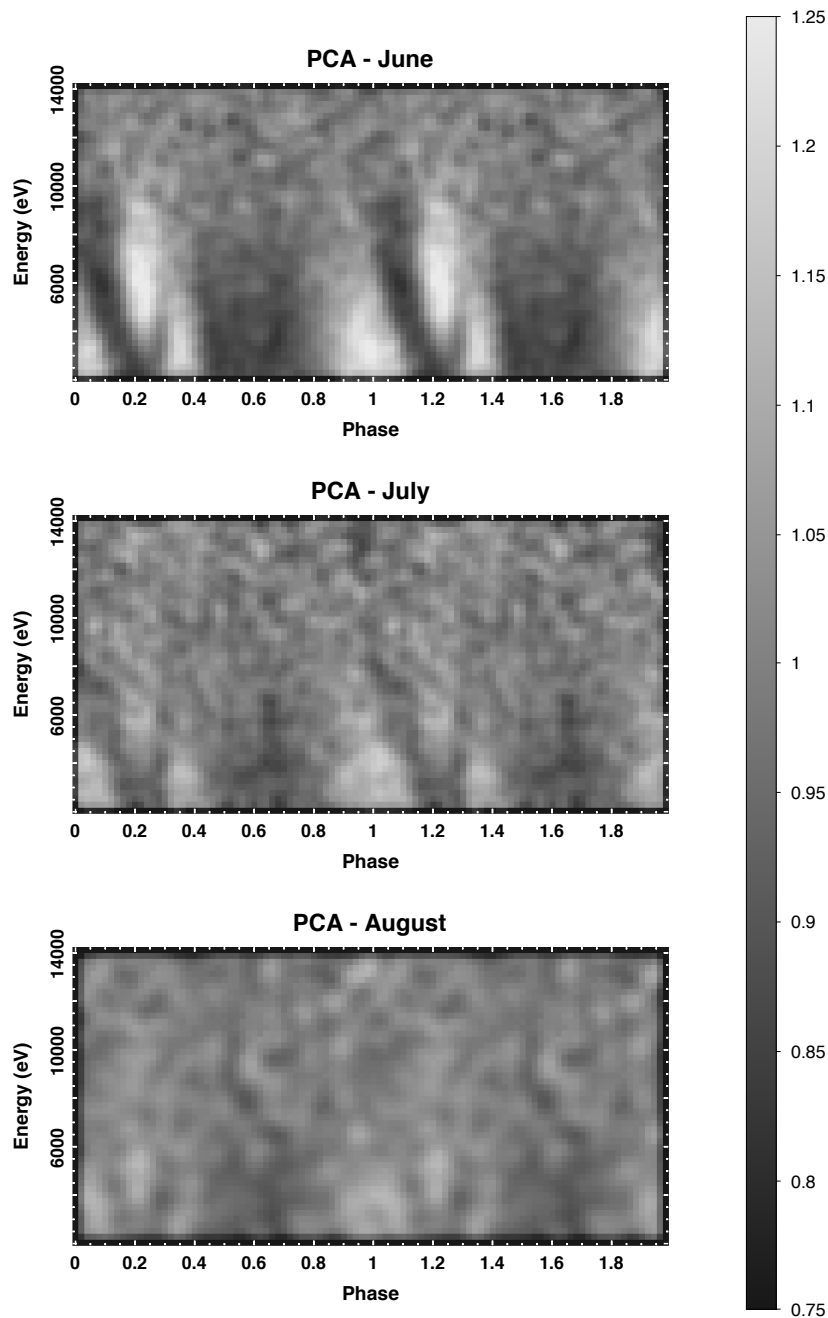 PCA - June
14000
10000
6000
Energy (eV)
0 0.2 0.4 0.6 0.8 1 1.2 1.4 1.6 1.8
Phase
PCA - July
14000
10000
6000
Energy (eV)
0 0.2 0.4 0.6 0.8 1 1.2 1.4 1.6 1.8
Phase
PCA - August
14000
10000
6000
Energy (eV)
0 0.2 0.4 0.6 0.8 1 1.2 1.4 1.6 1.8
Phase
1.25
1.2
1.15
1.1
1.05
1
0.95
0.9
0.85
0.8
0.75